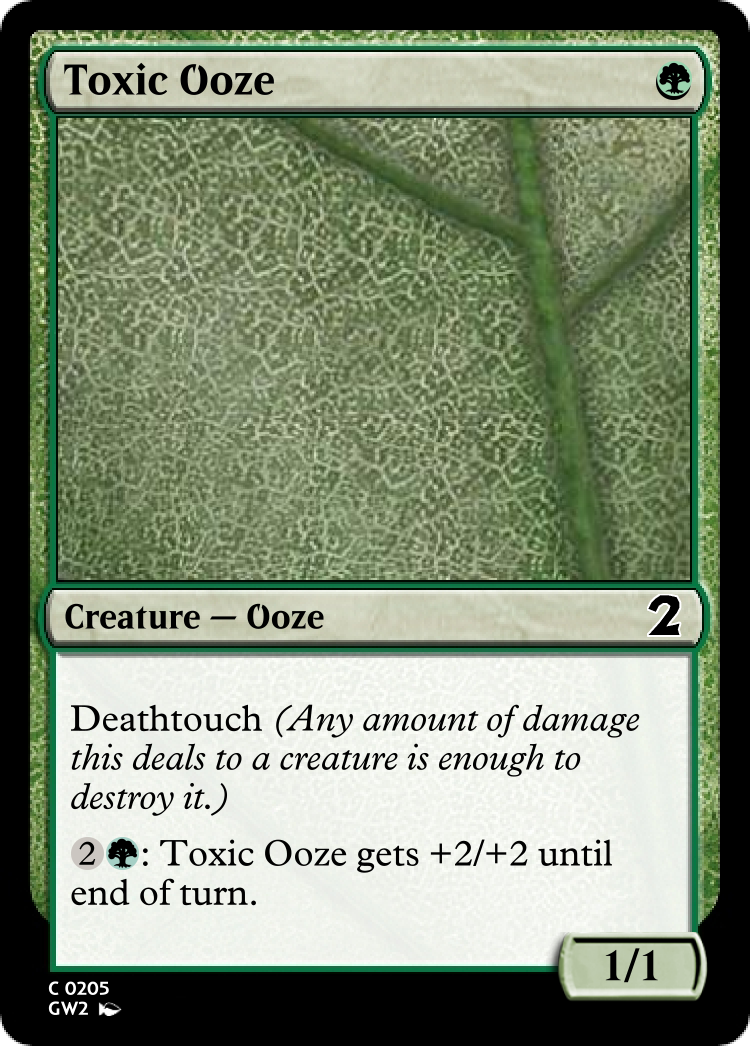 Toxic Ooze
Creature — Ooze
2
Deathtouch (Any amount of damage
this deals to a creature is enough to
destroy it.)
2: Toxic Ooze gets +2/+2 until
end of turn.
1/1
C 0205
GW2